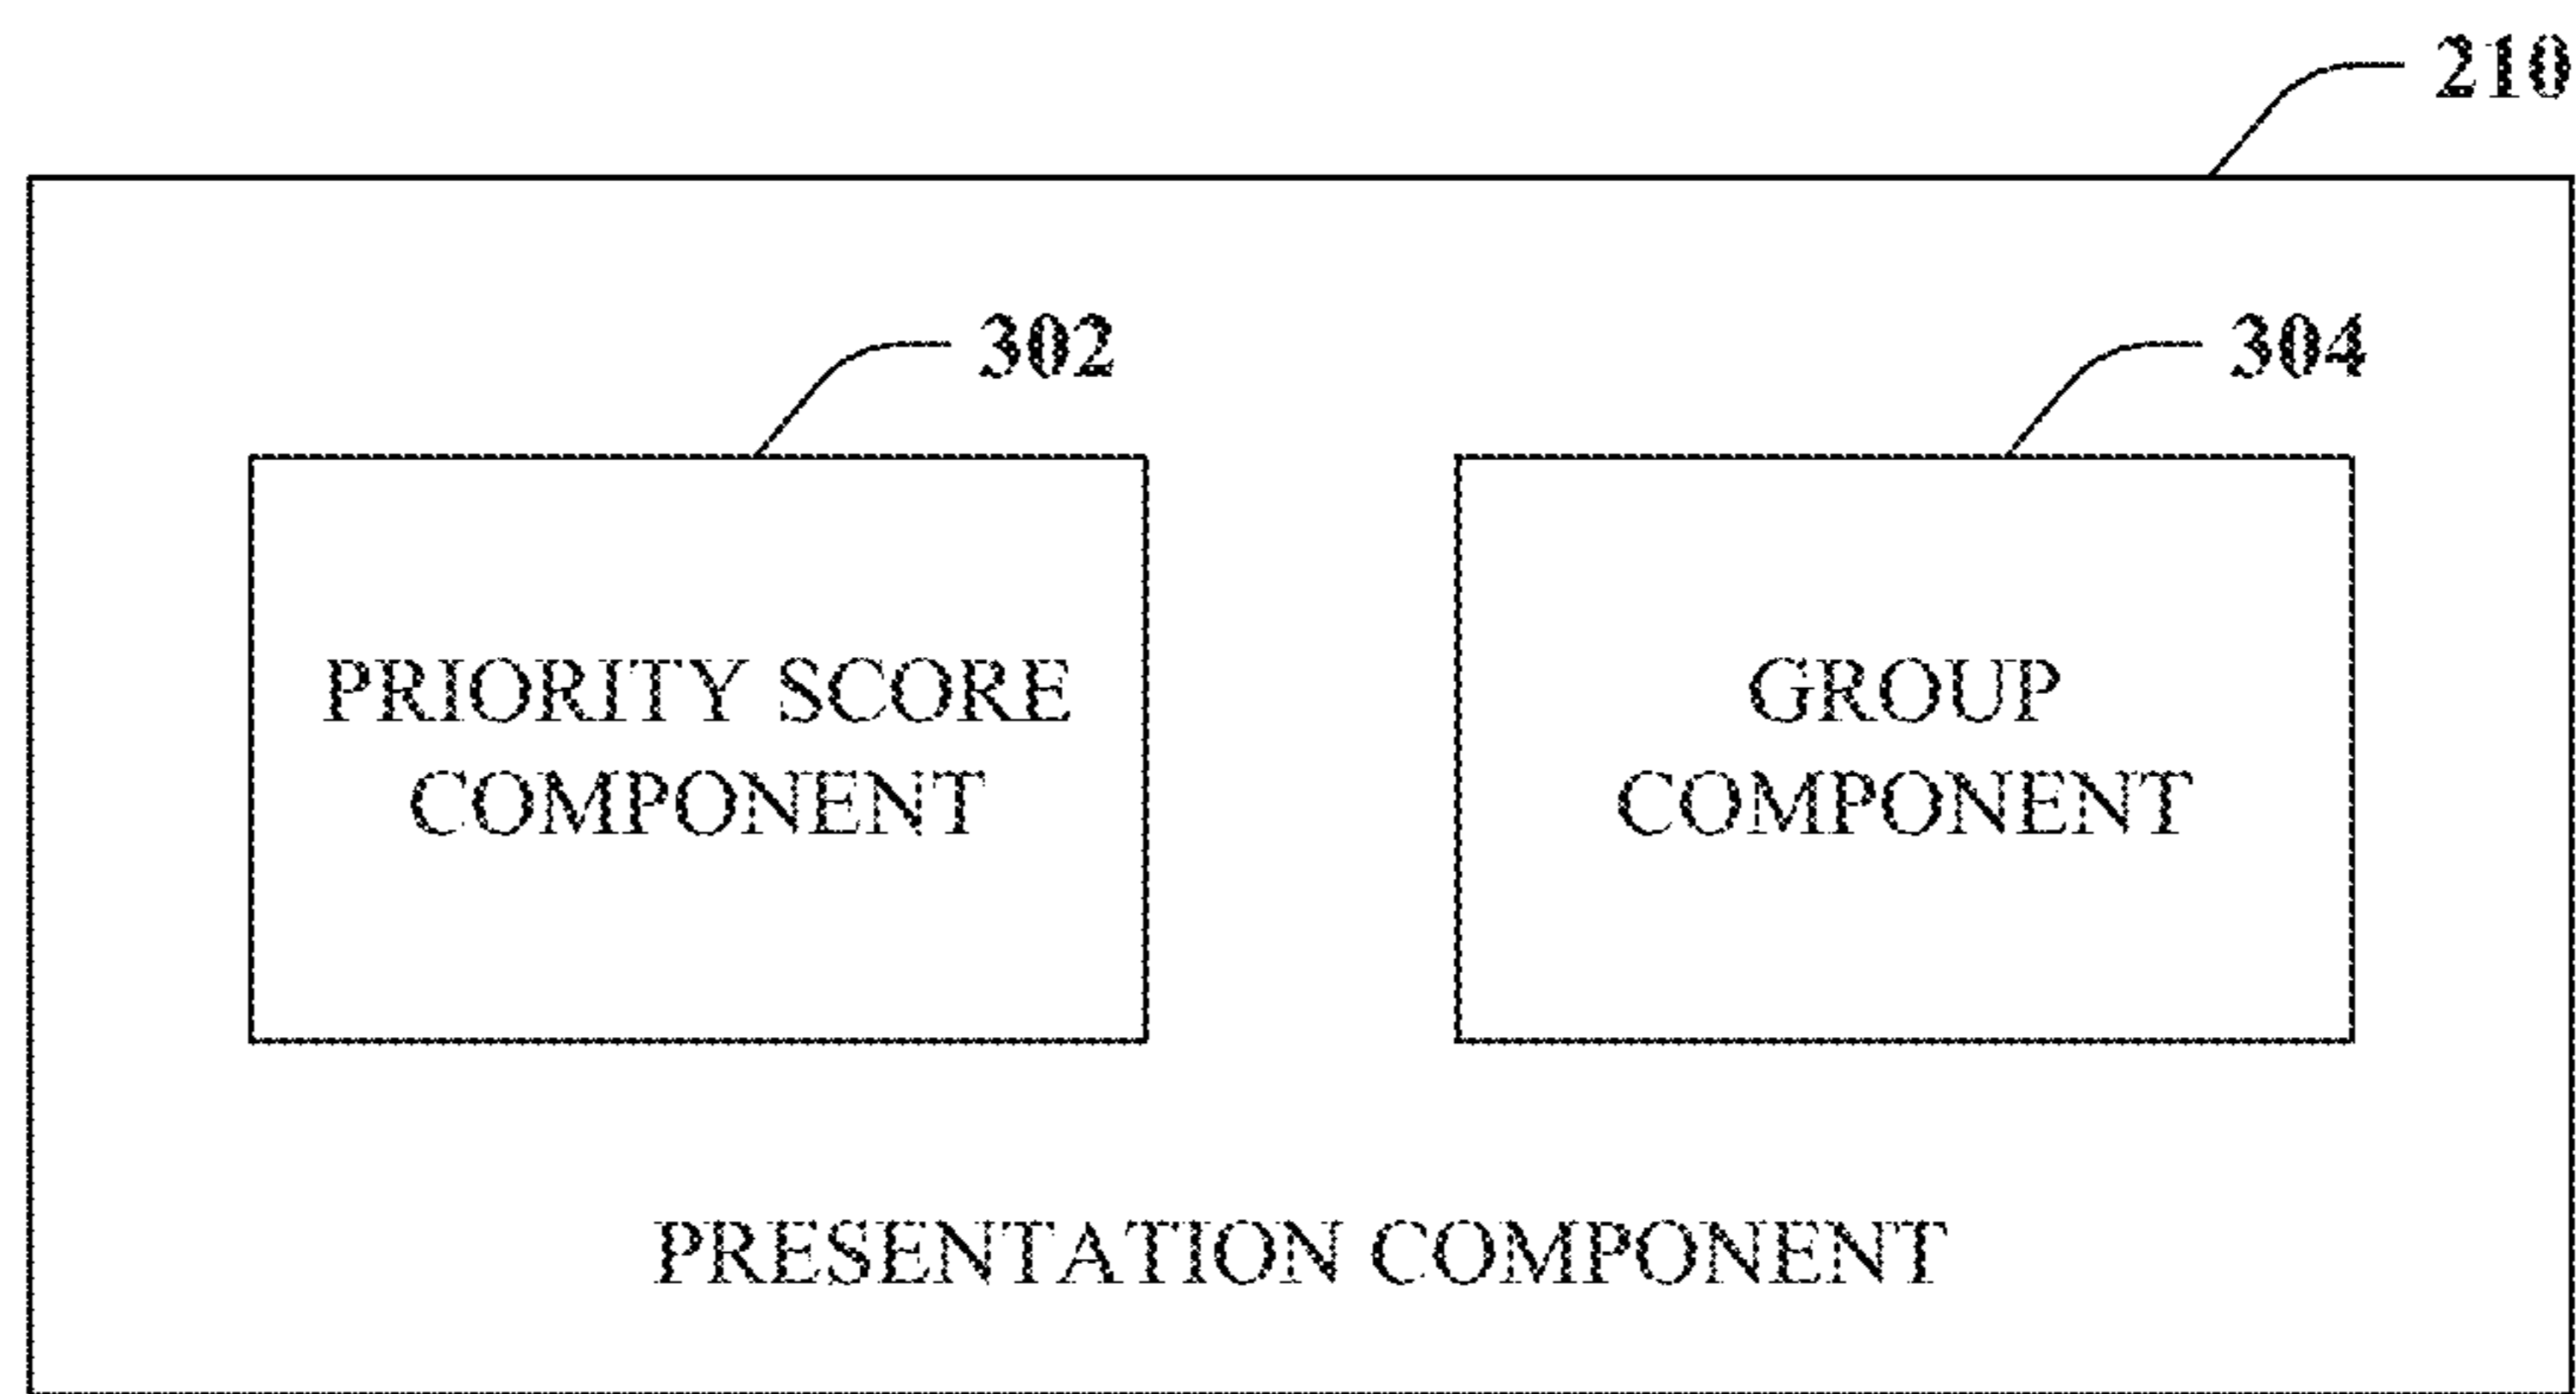 210
302
304
PRIORITY SCORE
COMPONENT
GROUP
COMPONENT
PRESENTATION COMPONENT